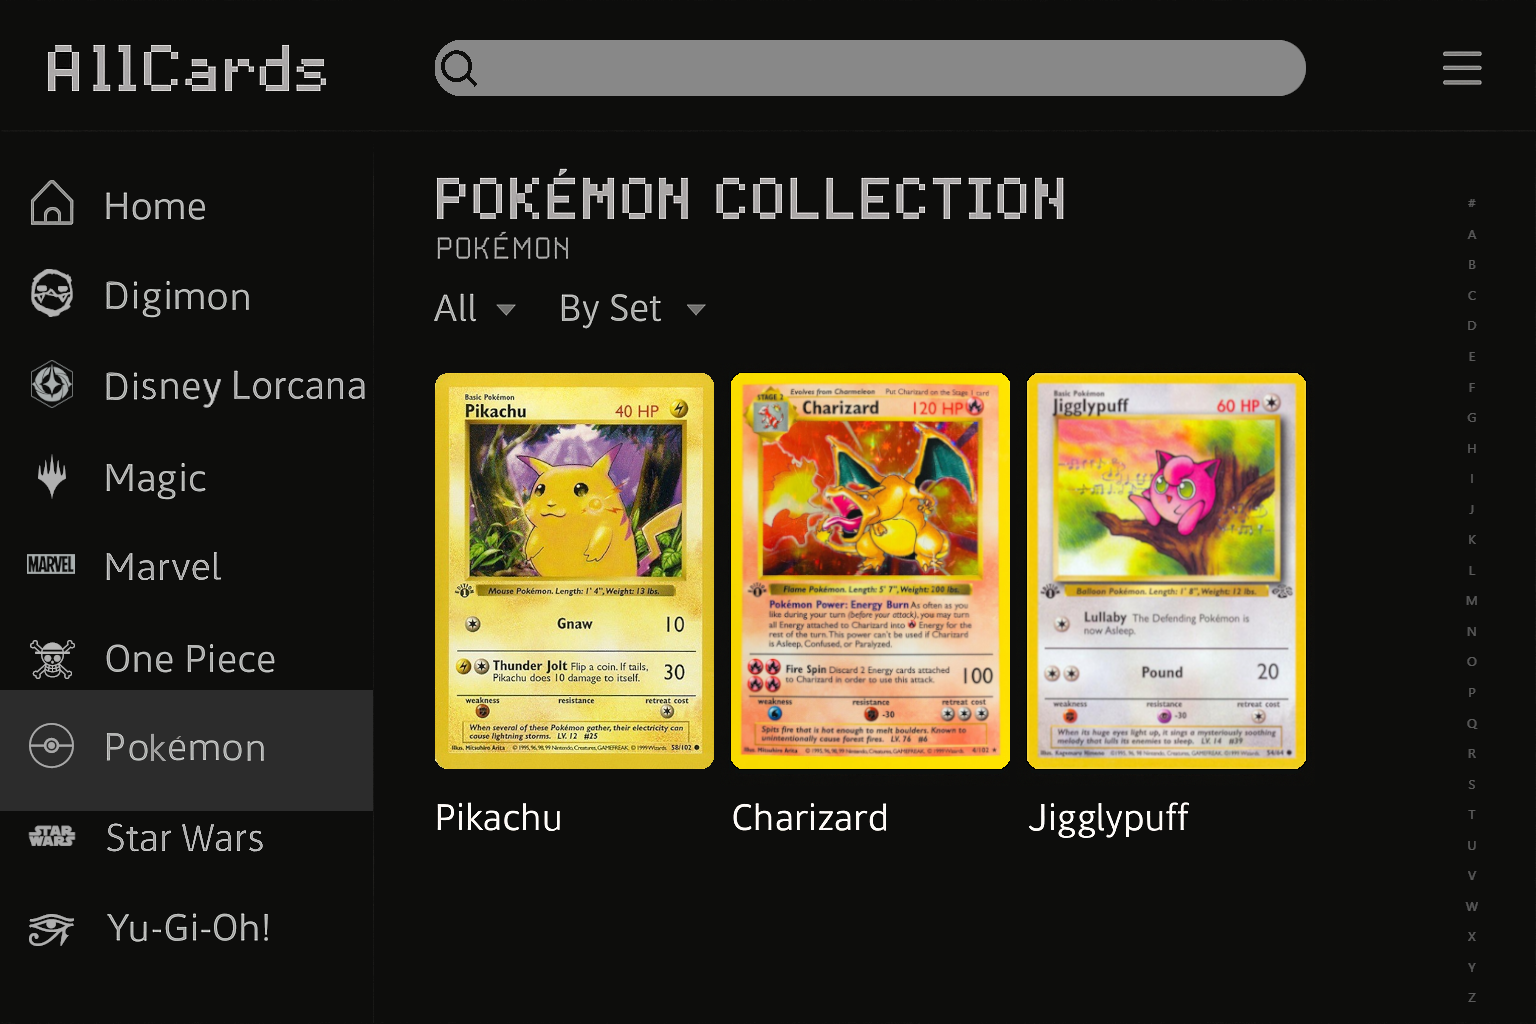 AllCards
Home
Digimon
Disney Lorcana
Magic
MARVEL
Marvel
One Piece
Pokémon
STAR WARS
Star Wars
Yu-Gi-Oh!
POKÉMON COLLECTION
POKÉMON
All
By Set
Basic Pokémon
Pikachu 40 HP
Mouse Pokémon. Length: 1' 4", Weight: 13 lbs.
Gnaw 10
Thunder Jolt Flip a coin. If tails,
Pikachu does 10 damage to itself. 30
weakness resistance retreat cost
When several of these Pokémon gather, their electricity can
cause lightning storms. LV. 12 #25
Illus. Mitsuhiro Arita ©1995, 96, 98, 99 Nintendo, Creatures, GAMEFREAK. ©1999 Wizards. 58/102
Pikachu
STAGE 2
Evolves from Charmeleon Put Charizard on the Stage 1 card
Charizard 120 HP
Flame Pokémon. Length: 5' 7", Weight: 200 lbs.
Pokémon Power: Energy Burn As often as you
like during your turn (before your attack), you may turn
all Energy attached to Charizard into Energy for the
rest of the turn. This power can't be used if Charizard
is Asleep, Confused, or Paralyzed.
Fire Spin Discard 2 Energy cards attached
to Charizard in order to use this attack. 100
weakness resistance retreat cost
-30
Spits fire that is hot enough to melt boulders. Known to
unintentionally cause forest fires. LV. 76 #6
Illus. Mitsuhiro Arita ©1995, 96, 98 Nintendo, Creatures, GAMEFREAK. ©1999 Wizards. 4/102
Charizard
Basic Pokémon
Jigglypuff 60 HP
Balloon Pokémon. Length: 1' 8", Weight: 12 lbs.
Lullaby The Defending Pokémon is
now Asleep.
Pound 20
weakness resistance retreat cost
-30
When its huge eyes light up, it sings a mysteriously soothing
melody that lulls its enemies to sleep. LV. 14 #39
54/64
Jigglypuff
#
A
B
C
D
E
F
G
H
I
J
K
L
M
N
O
P
Q
R
S
T
U
V
W
X
Y
Z